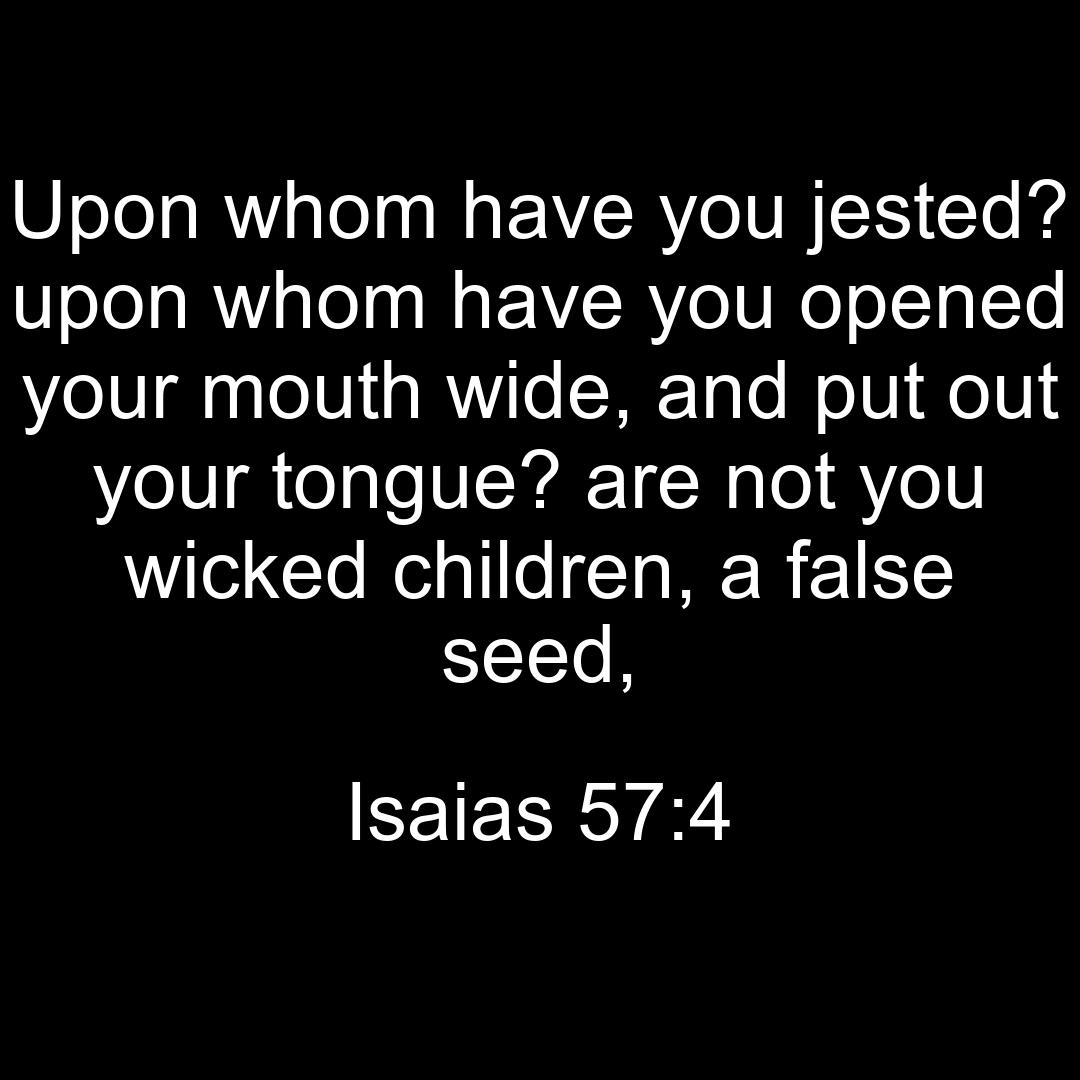 Upon whom have you jested?
upon whom have you opened
your mouth wide, and put out
your tongue? are not you
wicked children, a false
seed,
Isaias 57:4